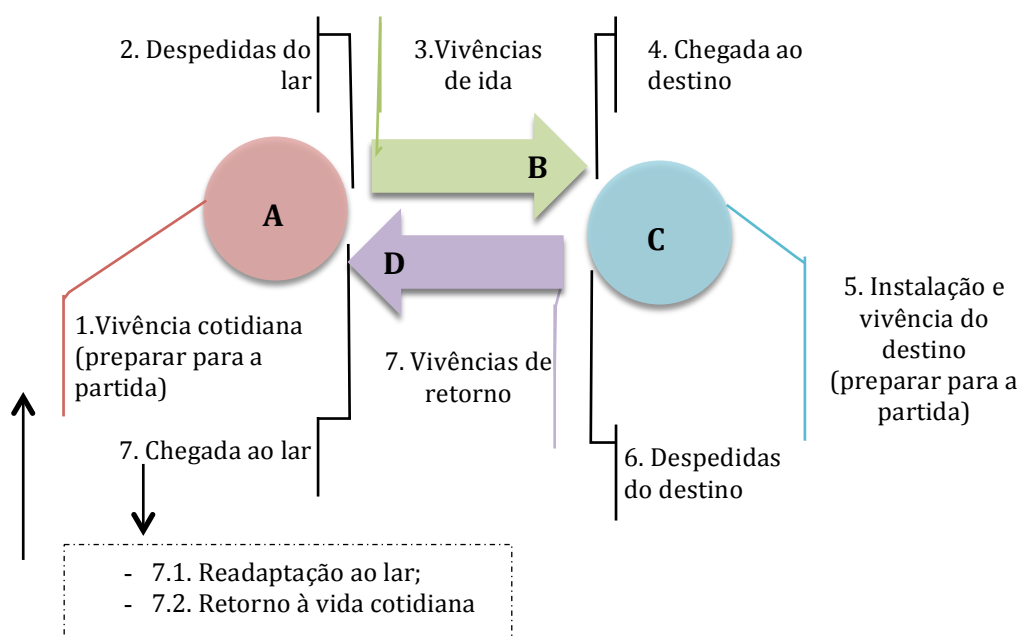 2. Despedidas do
lar
3.Vivências
de ida
4. Chegada ao
destino
B
A
C
D
1.Vivência cotidiana
(preparar para a
partida)
7. Vivências de
retorno
5. Instalação e
vivência do
destino
(preparar para a
partida)
7. Chegada ao lar
6. Despedidas
do destino
- 7.1. Readaptação ao lar;
- 7.2. Retorno à vida cotidiana